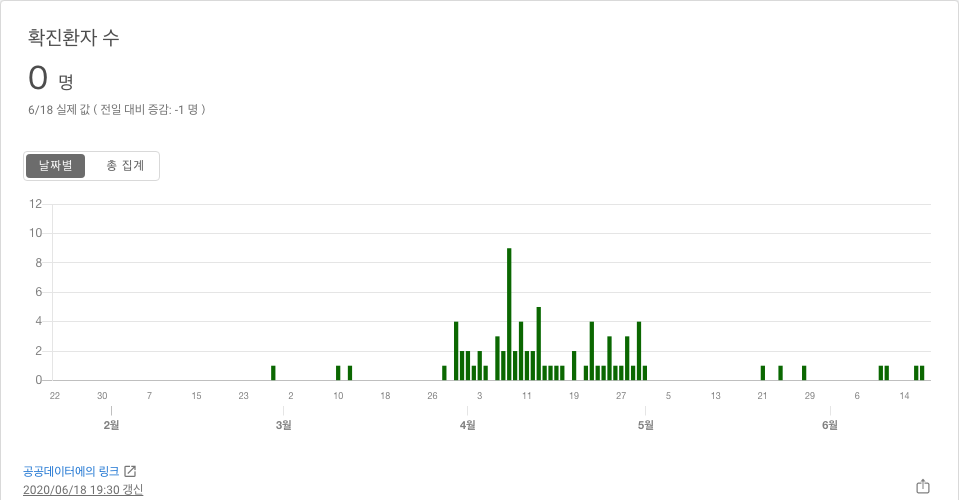 확진환자 수
0 명
6/18 실제 값 ( 전일 대비 증감: -1 명 )
날짜별 총 집계
12
10
8
6
4
2
0
22 30 7 15 23 2 10 18 26 3 11 19 27 5 13 21 29 6 14
2월 3월 4월 5월 6월
공공데이터에의 링크
2020/06/18 19:30 갱신